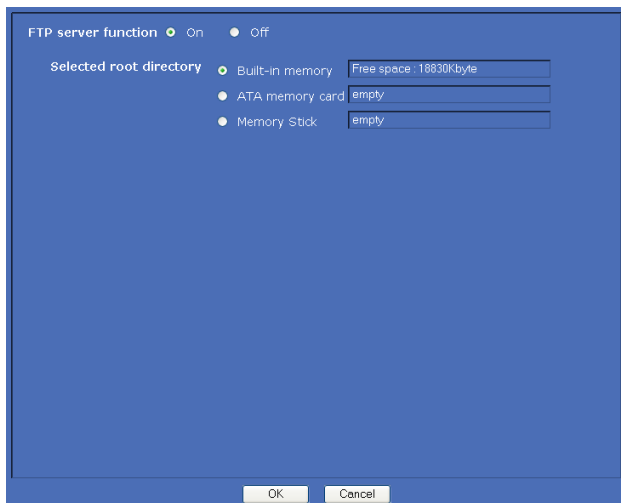 FTP server function On Off
Selected root directory Built-in memory Free space : 18830Kbyte
ATA memory card empty
Memory Stick empty
OK Cancel